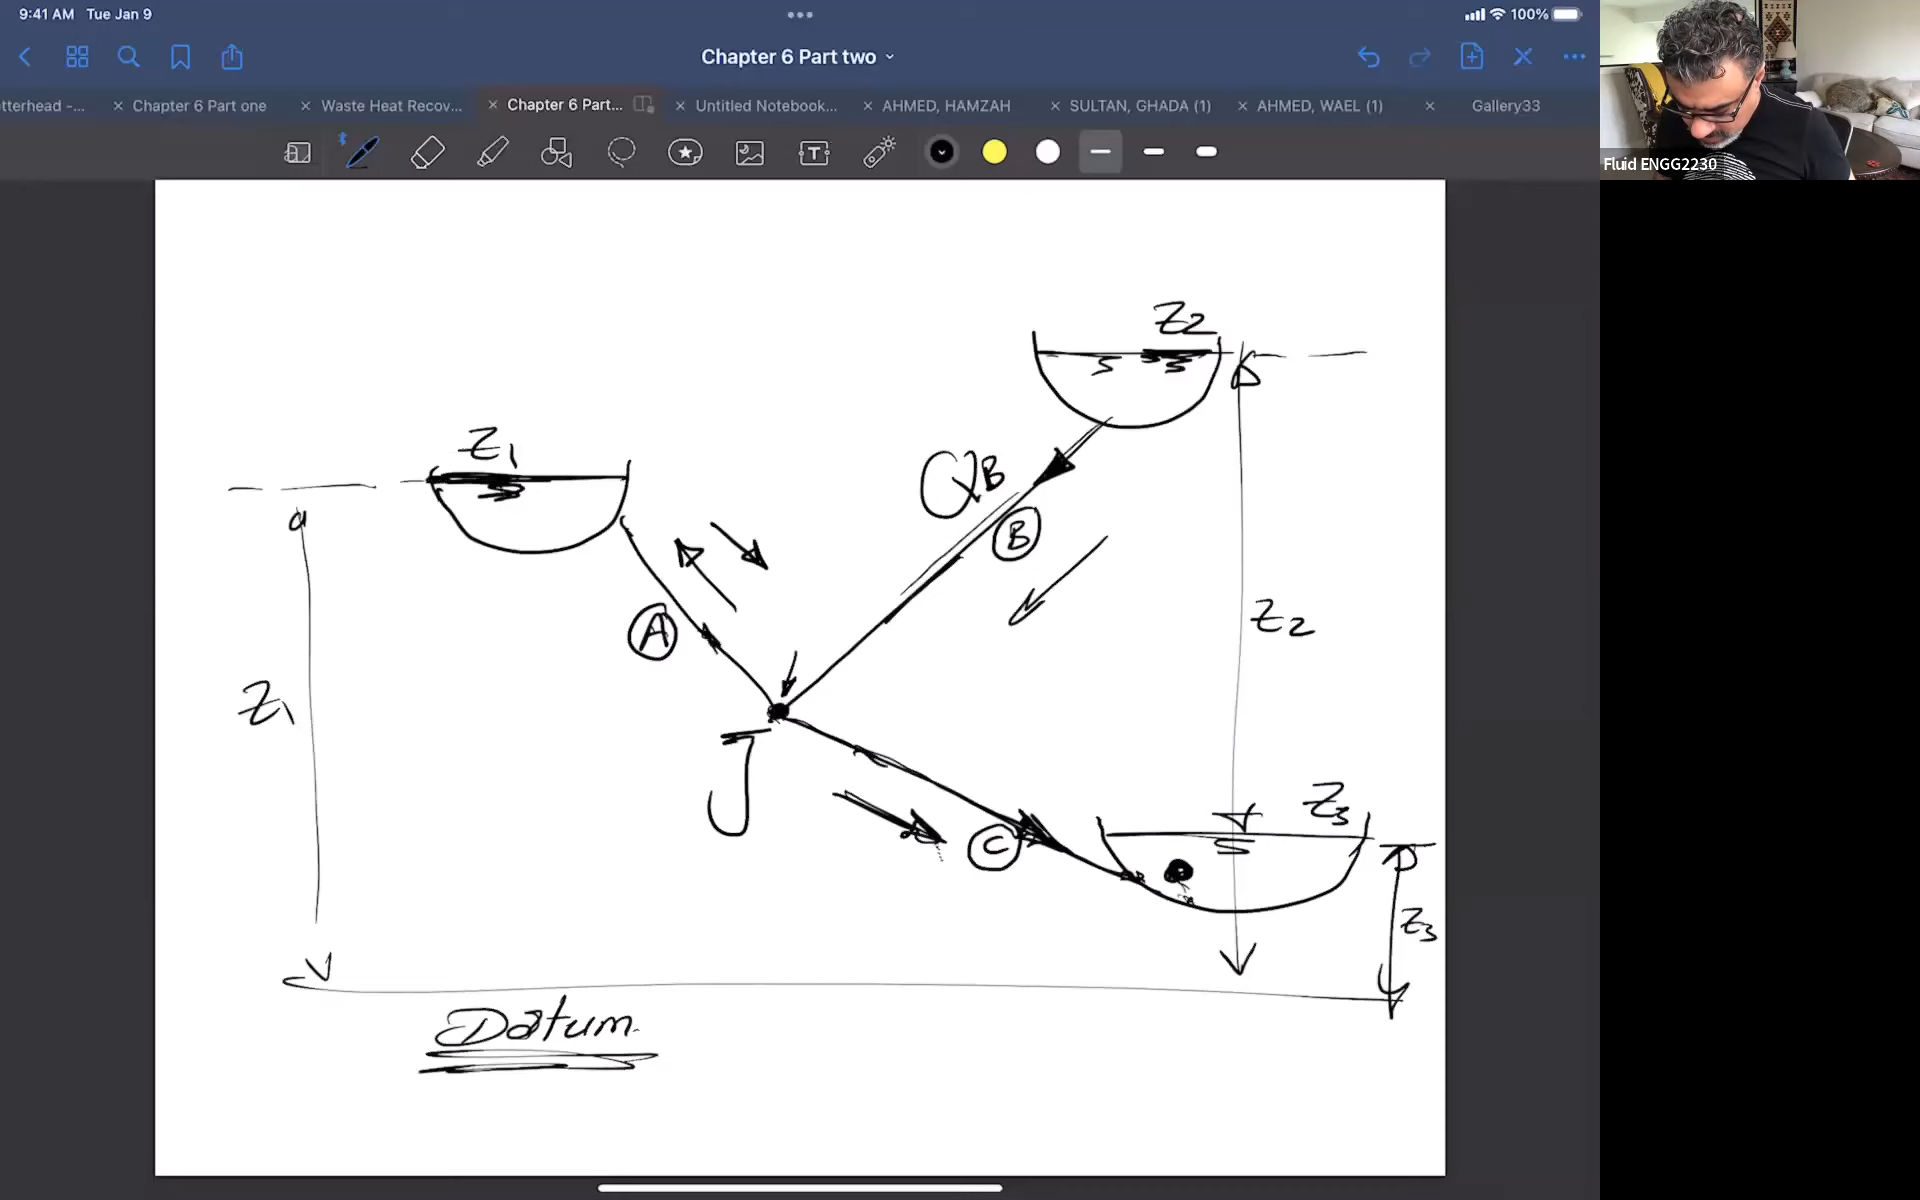 9:41 AM Tue Jan 9
100%
Chapter 6 Part two
tterhead -...
Chapter 6 Part one
Waste Heat Recov...
Chapter 6 Part...
Untitled Notebook...
AHMED, HAMZAH
SULTAN, GHADA (1)
AHMED, WAEL (1)
Gallery33
T
Fluid ENGG2230
Z2
Z1
QB
B
A
Z2
Z1
J
Z3
C
Z3
Datum